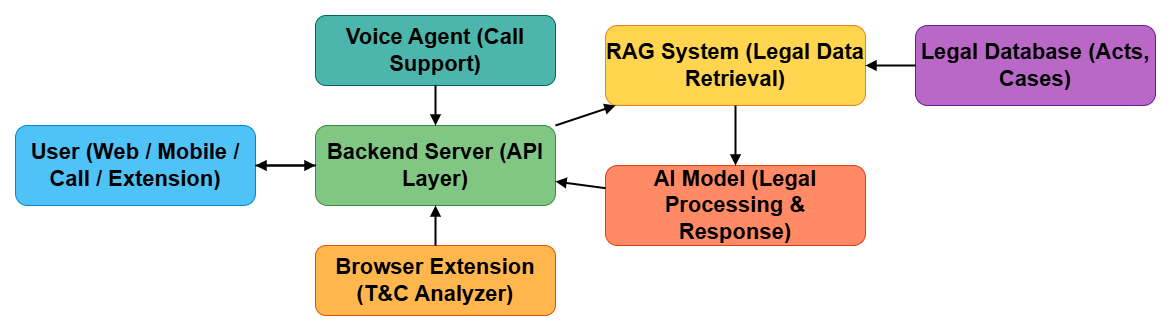 Voice Agent (Call
Support)
RAG System (Legal Data
Retrieval)
Legal Database (Acts,
Cases)
User (Web / Mobile /
Call / Extension)
Backend Server (API
Layer)
AI Model (Legal
Processing &
Response)
Browser Extension
(T&C Analyzer)